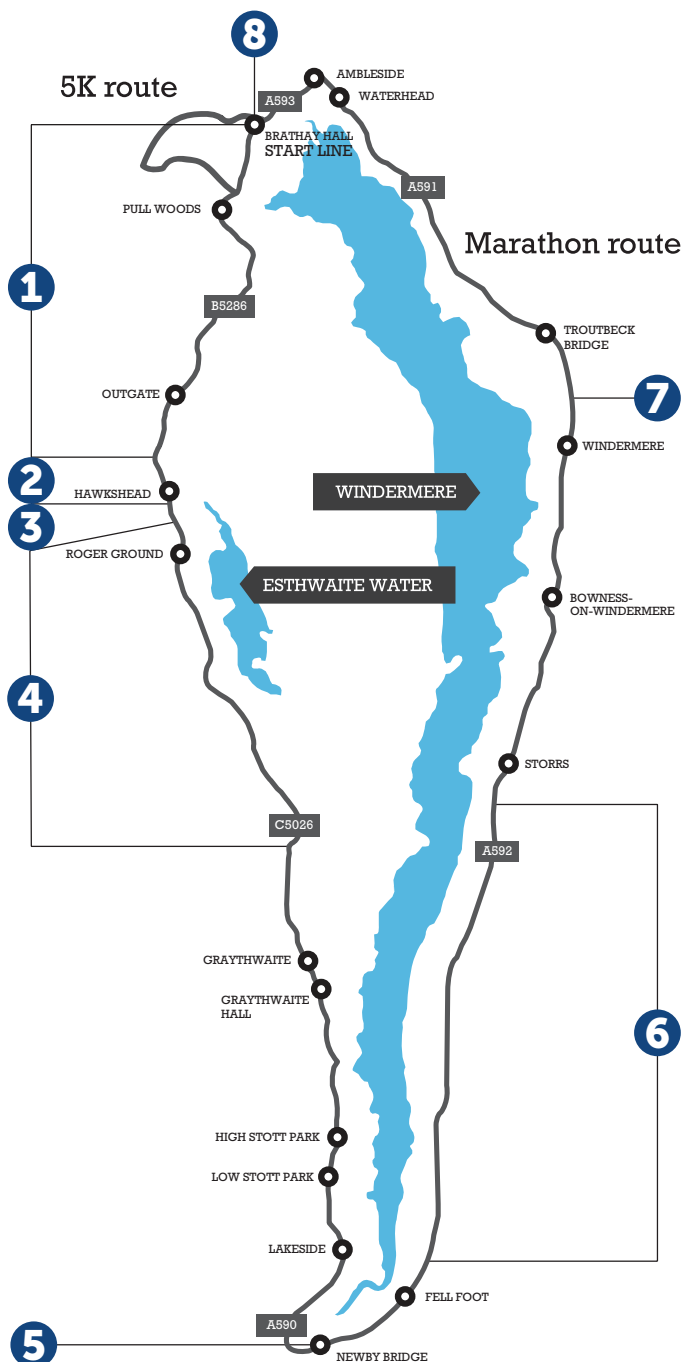 8
AMBLESIDE
5K route
WATERHEAD
A593
BRATHAY HALL
START LINE
A591
PULL WOODS
Marathon route
1
B5286
TROUTBECK
BRIDGE
OUTGATE
7
WINDERMERE
2
HAWKSHEAD
WINDERMERE
3
ROGER GROUND
ESTHWAITE WATER
BOWNESS-
ON-WINDERMERE
4
STORRS
C5026
A592
GRAYTHWAITE
GRAYTHWAITE
HALL
6
HIGH STOTT PARK
LOW STOTT PARK
LAKESIDE
FELL FOOT
A590
5
NEWBY BRIDGE